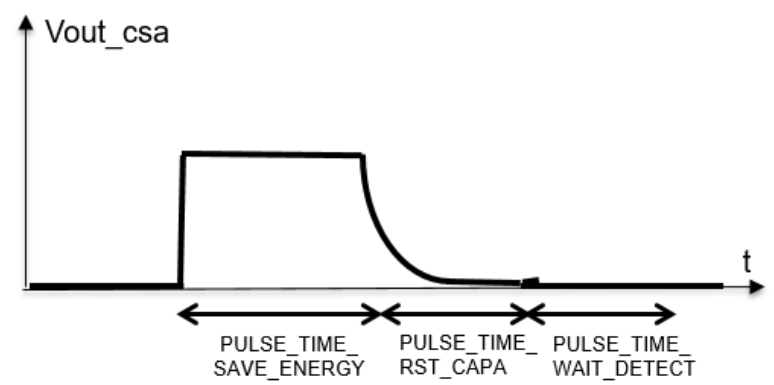 Vout_csa
t
PULSE_TIME_
SAVE_ENERGY
PULSE_TIME_
RST_CAPA
PULSE_TIME_
WAIT_DETECT